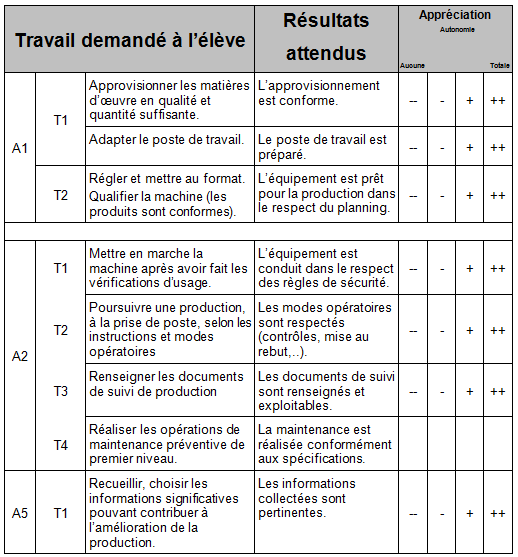 Travail demandé à l'élève
Résultats
attendus
Appréciation
Autonomie
Aucune Totale
A1
T1
Approvisionner les matières
d'œuvre en qualité et
quantité suffisante.
L'approvisionnement
est conforme.
-- - + ++
Adapter le poste de travail.
Le poste de travail est
préparé.
-- - + ++
T2
Régler et mettre au format.
Qualifier la machine (les
produits sont conformes).
L'équipement est prêt
pour la production dans
le respect du planning.
-- - + ++
A2
T1
Mettre en marche la
machine après avoir fait les
vérifications d'usage.
L'équipement est
conduit dans le respect
des règles de sécurité.
-- - + ++
T2
Poursuivre une production,
à la prise de poste, selon les
instructions et modes
opératoires
Les modes opératoires
sont respectés
(contrôles, mise au
rebut,..).
-- - + ++
T3
Renseigner les documents
de suivi de production
Les documents de suivi
sont renseignés et
exploitables.
-- - + ++
T4
Réaliser les opérations de
maintenance préventive de
premier niveau.
La maintenance est
réalisée conformément
aux spécifications.
A5
T1
Recueillir, choisir les
informations significatives
pouvant contribuer à
l'amélioration de la
production.
Les informations
collectées sont
pertinentes.
-- - + ++